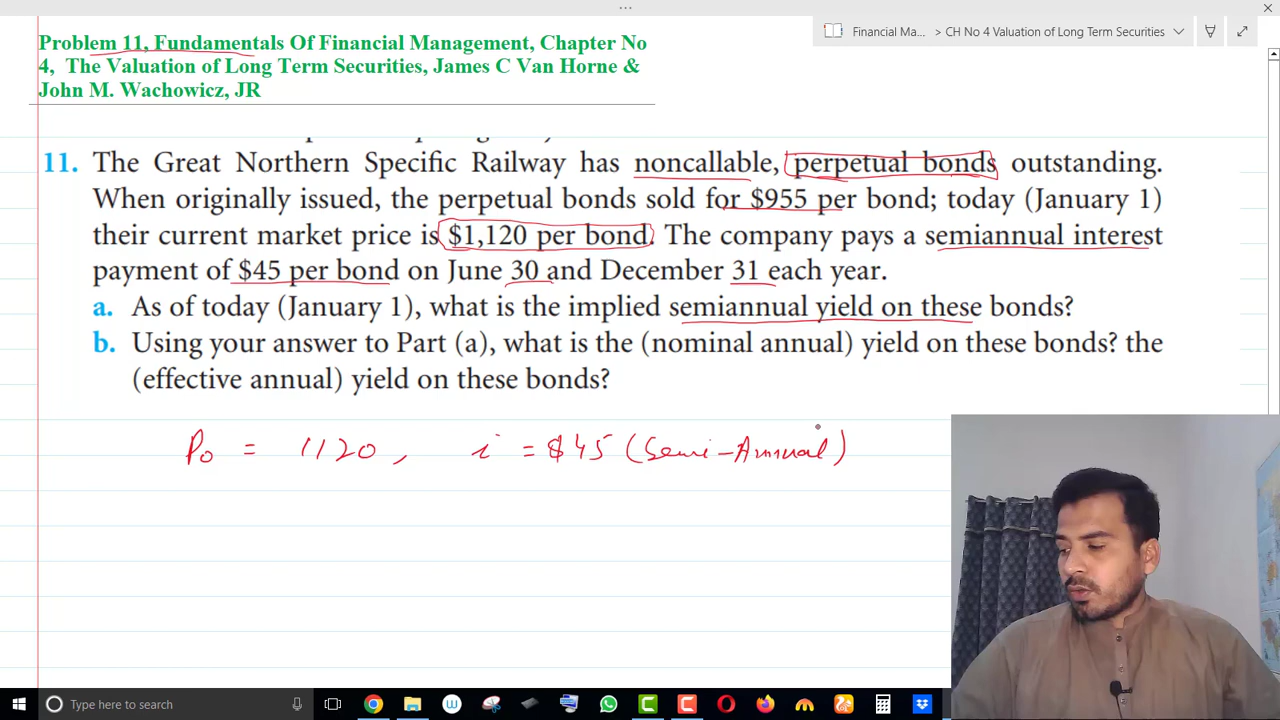 Problem 11, Fundamentals Of Financial Management, Chapter No
4, The Valuation of Long Term Securities, James C Van Horne &
John M. Wachowicz, JR
Financial Ma... > CH No 4 Valuation of Long Term Securities
11. The Great Northern Specific Railway has noncallable, perpetual bonds outstanding.
When originally issued, the perpetual bonds sold for $955 per bond; today (January 1)
their current market price is $1,120 per bond. The company pays a semiannual interest
payment of $45 per bond on June 30 and December 31 each year.
a. As of today (January 1), what is the implied semiannual yield on these bonds?
b. Using your answer to Part (a), what is the (nominal annual) yield on these bonds? the
(effective annual) yield on these bonds?
P0 = 1120, i = $45 (Semi-Annual)
Type here to search